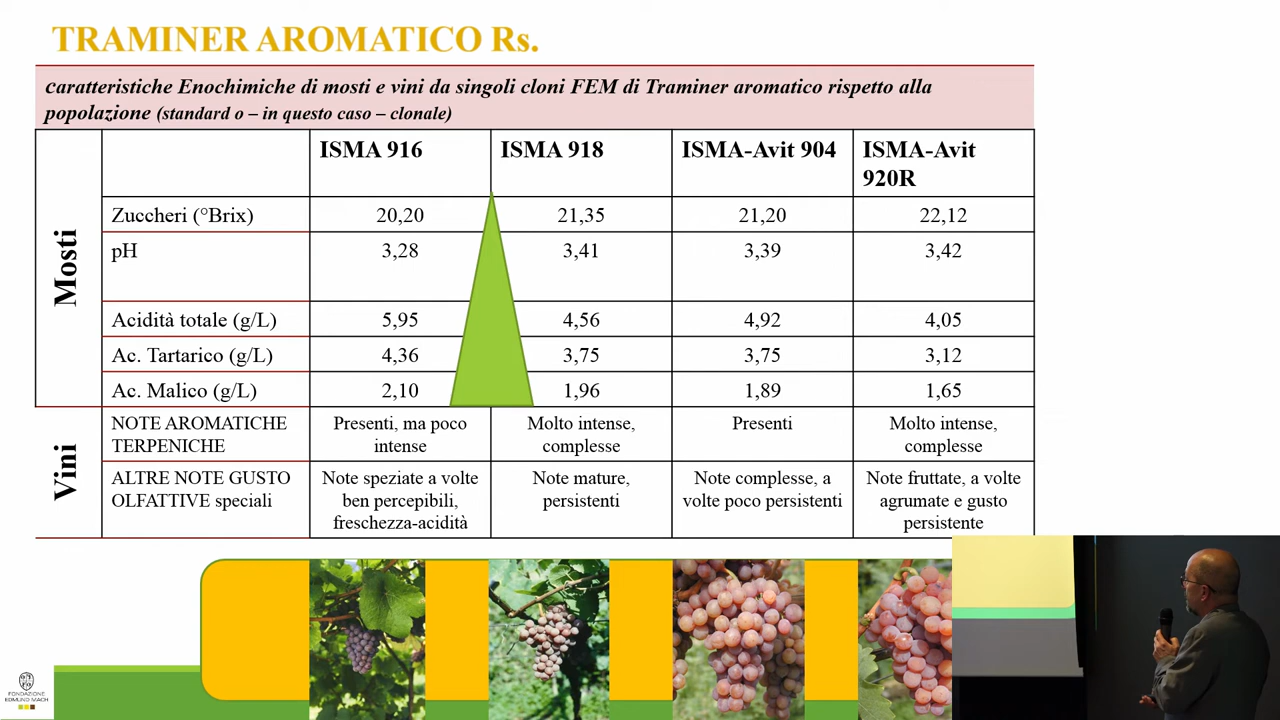 TRAMINER AROMATICO Rs.
caratteristiche Enochimiche di mosti e vini da singoli cloni FEM di Traminer aromatico rispetto alla
popolazione (standard o – in questo caso – clonale)
ISMA 916 ISMA 918 ISMA-Avit 904 ISMA-Avit
920R
Mosti
Zuccheri (°Brix) 20,20 21,35 21,20 22,12
pH 3,28 3,41 3,39 3,42
Acidità totale (g/L) 5,95 4,56 4,92 4,05
Ac. Tartarico (g/L) 4,36 3,75 3,75 3,12
Ac. Malico (g/L) 2,10 1,96 1,89 1,65
Vini
NOTE AROMATICHE Presenti, ma poco Molto intense, Presenti Molto intense,
TERPENICHE intense complesse complesse
ALTRE NOTE GUSTO Note speziate a volte Note mature, Note complesse, a Note fruttate, a volte
OLFATTIVE speciali ben percepibili, persistenti volte poco persistenti agrumate e gusto
freschezza-acidità persistente
FONDAZIONE
EDMUND MACH